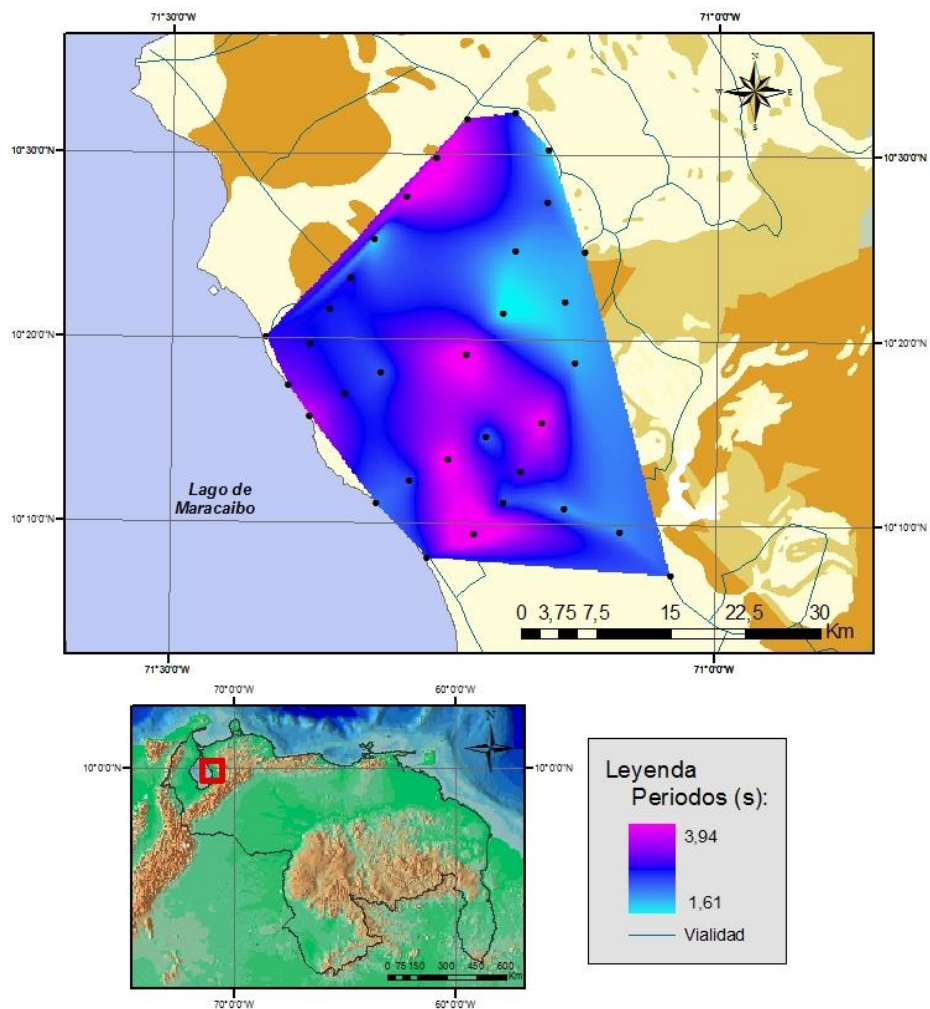 71°30'0"W 71°0'0"W
N
W E
S
10°30'0"N 10°30'0"N
10°20'0"N 10°20'0"N
Lago de
Maracaibo
10°10'0"N 10°10'0"N
0 3,75 7,5 15 22,5 30
Km
71°30'0"W 71°0'0"W
70°0'0"W 60°0'0"W
N
10°0'0"N 10°0'0"N
0 75 150 300 450 600
Km
70°0'0"W 60°0'0"W
Leyenda
Periodos (s):
3,94
1,61
Vialidad